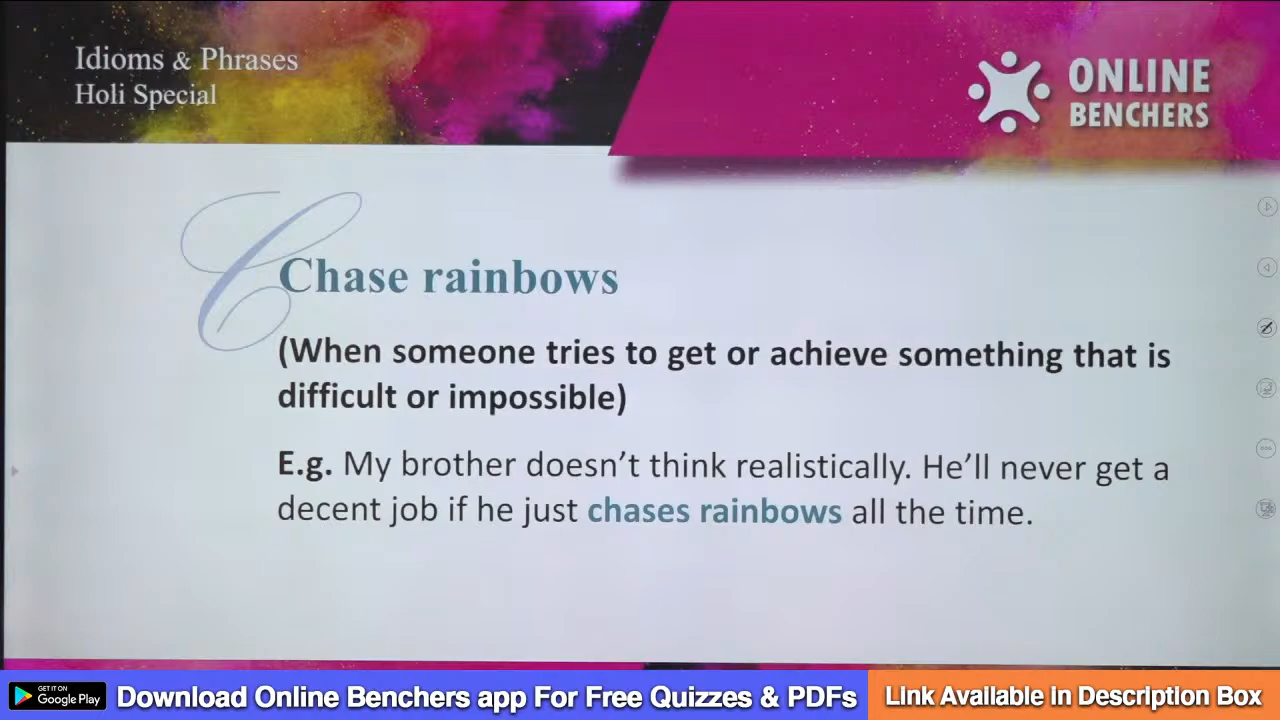 Idioms & Phrases
Holi Special
ONLINE
BENCHERS
Chase rainbows
(When someone tries to get or achieve something that is
difficult or impossible)
E.g. My brother doesn't think realistically. He'll never get a
decent job if he just chases rainbows all the time.
GET IT ON
Google Play
Download Online Benchers app For Free Quizzes & PDFs
Link Available in Description Box